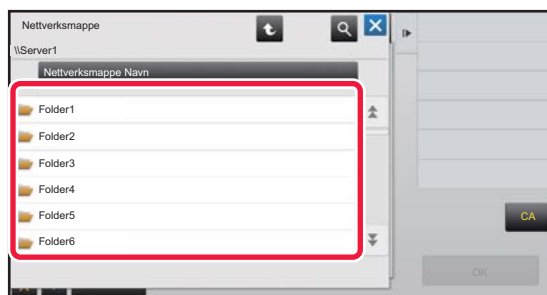 Nettverksmappe
\\Server1
Nettverksmappe Navn
Folder1
Folder2
Folder3
Folder4
Folder5
Folder6
CA
OK